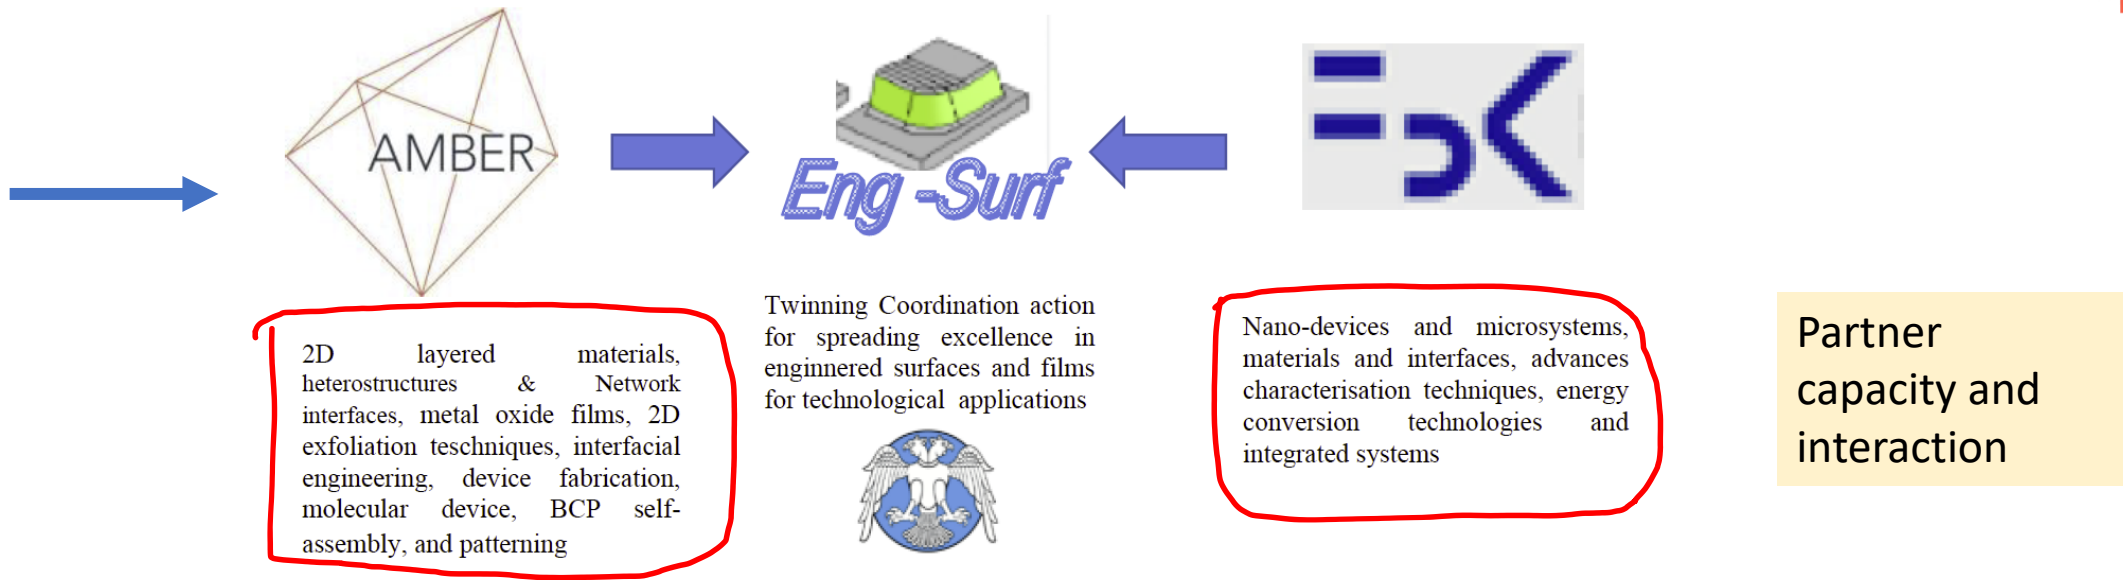 AMBER
Eng -Surf
FBK
2D layered materials,
heterostructures & Network
interfaces, metal oxide films, 2D
exfoliation teschniques, interfacial
engineering, device fabrication,
molecular device, BCP self-
assembly, and patterning
Twinning Coordination action
for spreading excellence in
enginnered surfaces and films
for technological applications
Nano-devices and microsystems,
materials and interfaces, advances
characterisation techniques, energy
conversion technologies and
integrated systems
Partner
capacity and
interaction